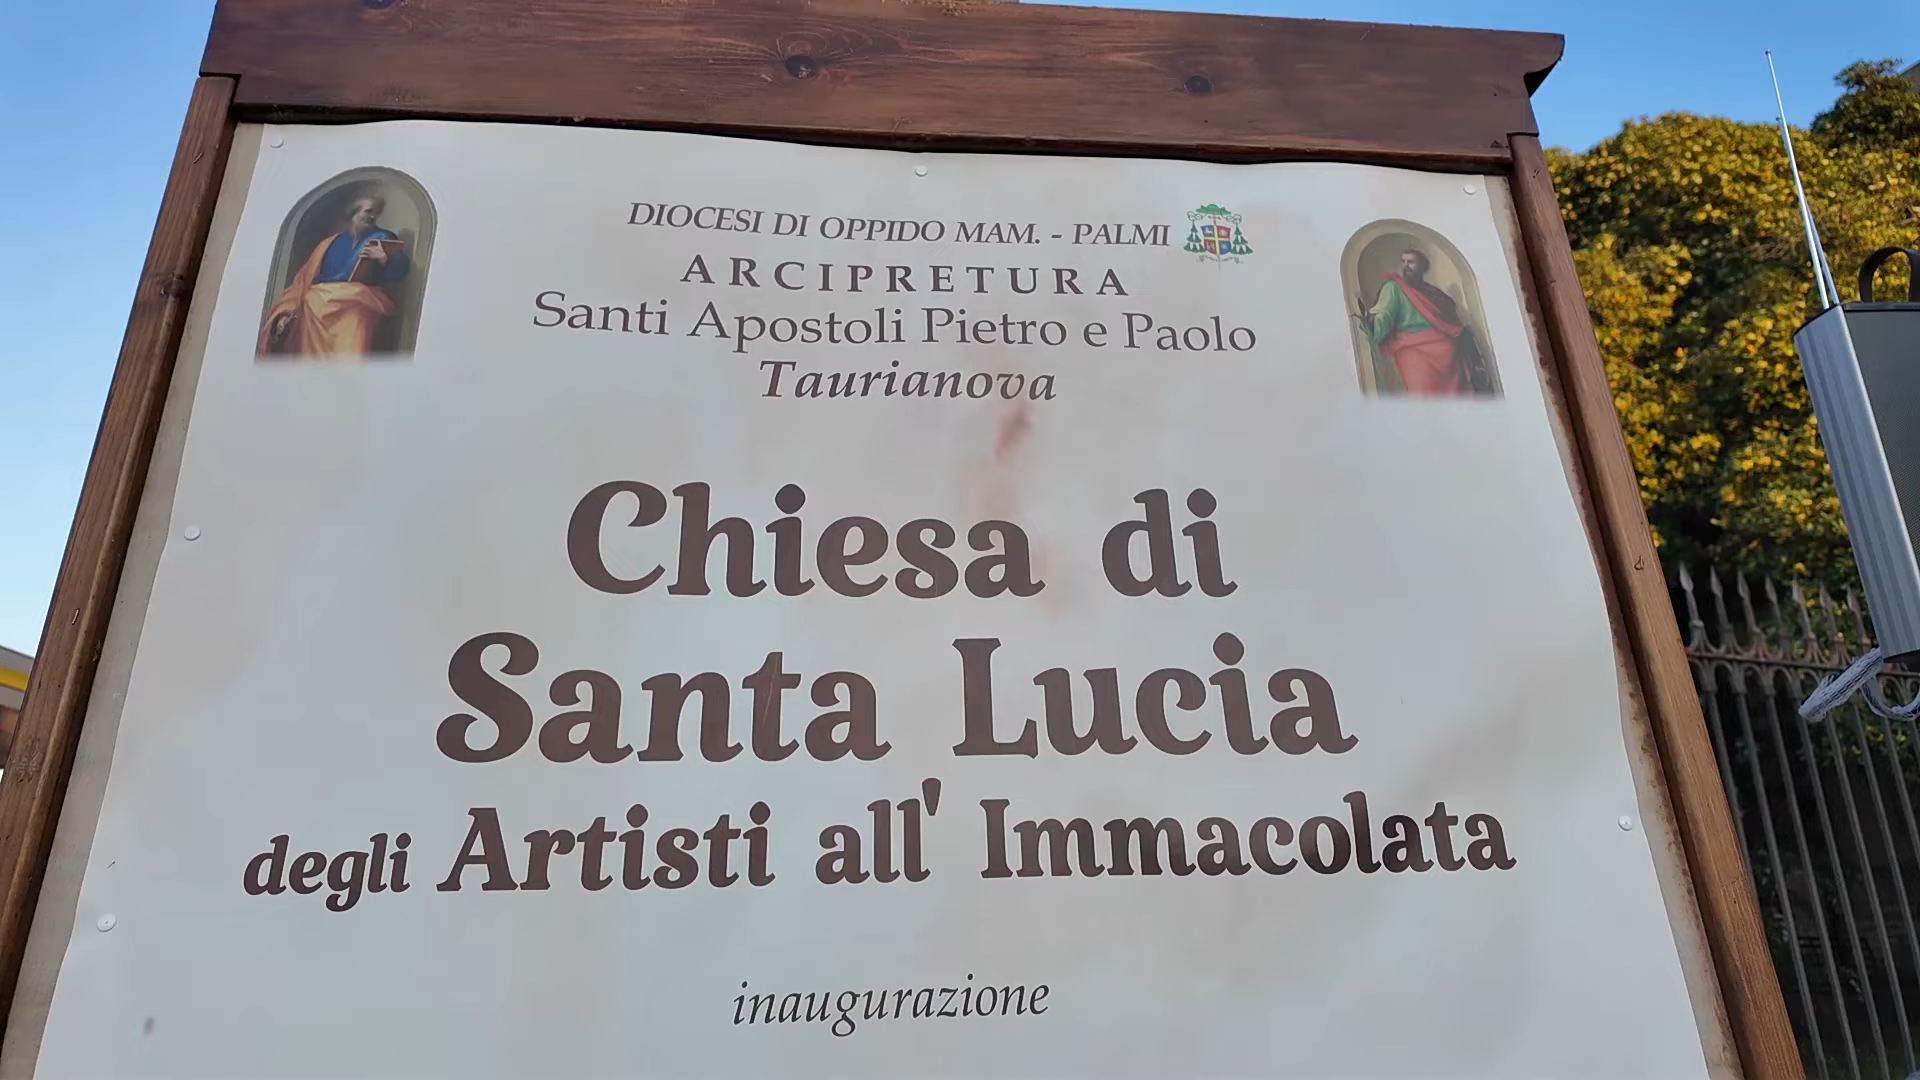 DIOCESI DI OPPIDO MAM. - PALMI
ARCIPRETURA
Santi Apostoli Pietro e Paolo
Taurianova
Chiesa di
Santa Lucia
degli Artisti all' Immacolata
inaugurazione